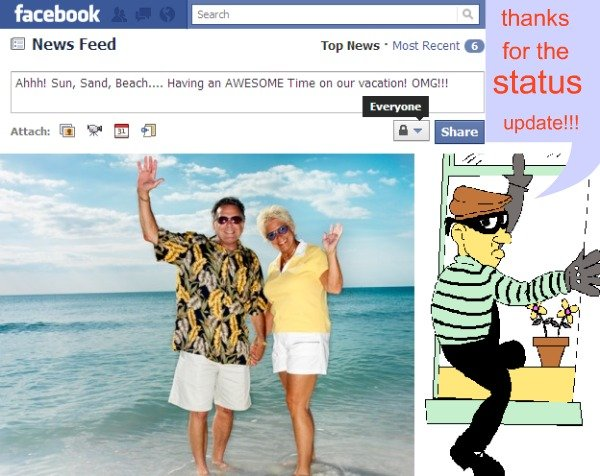 facebook
Search
News Feed
Top News · Most Recent 6
Ahhh! Sun, Sand, Beach.... Having an AWESOME Time on our vacation! OMG!!!
Everyone
Attach:
31
Share
thanks
for the
status
update!!!